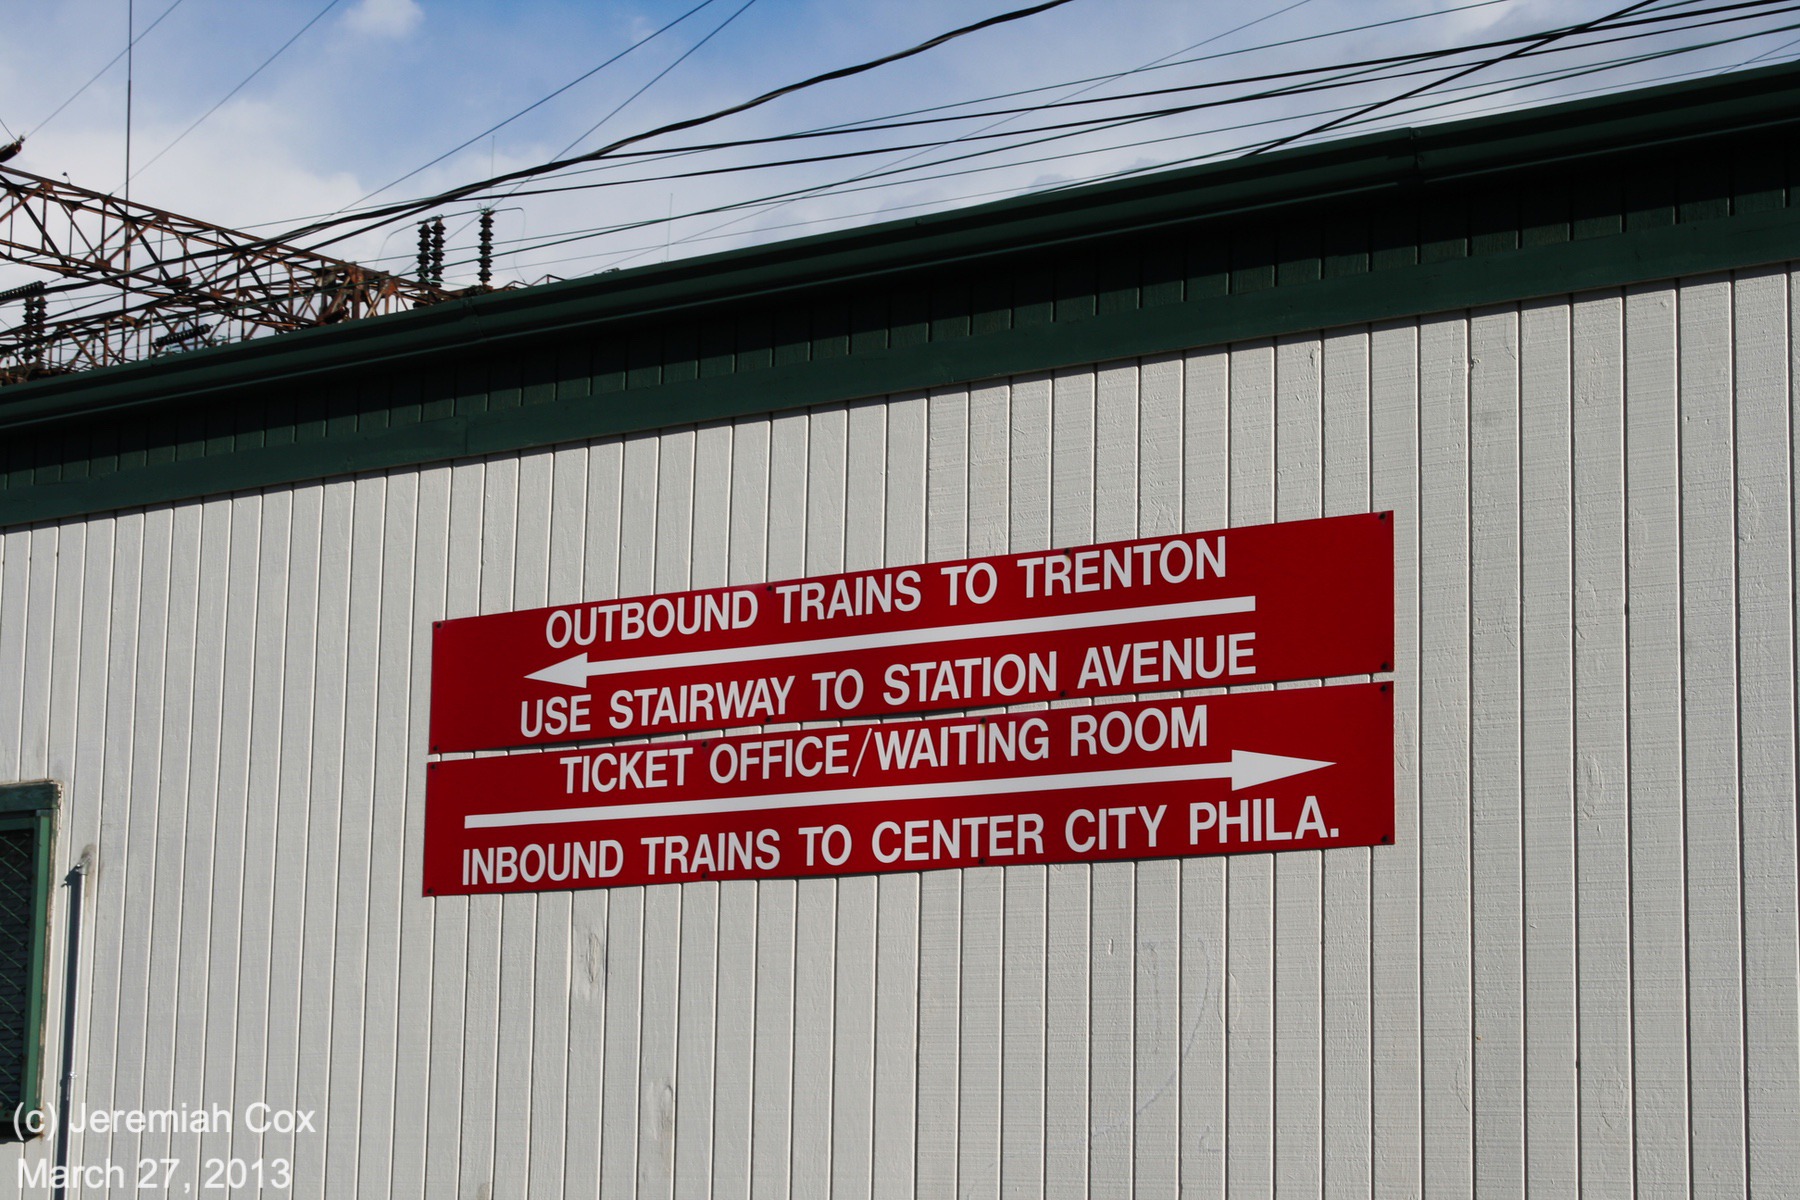 OUTBOUND TRAINS TO TRENTON
USE STAIRWAY TO STATION AVENUE
TICKET OFFICE/WAITING ROOM
INBOUND TRAINS TO CENTER CITY PHILA.
(c) Jeremiah Cox
March 27, 2013